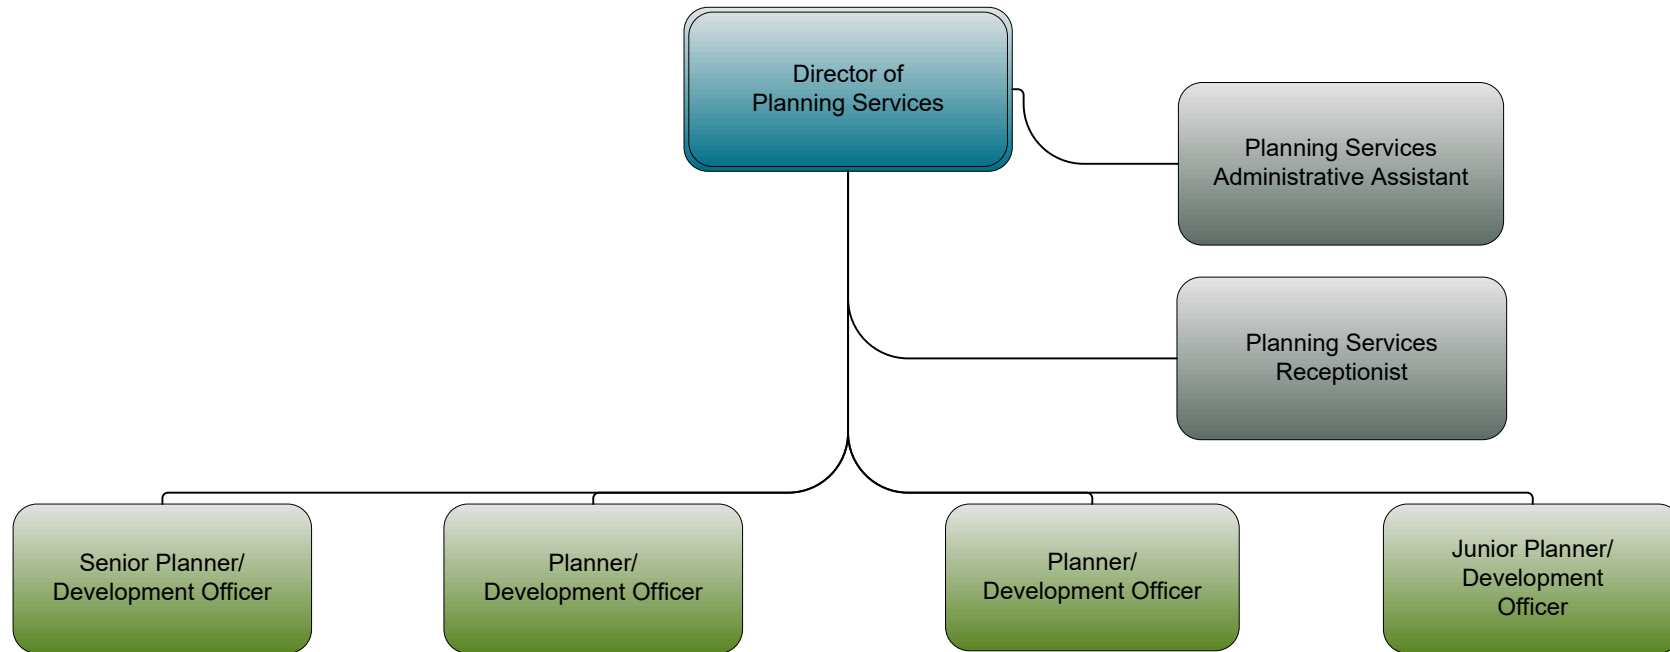 Director of
Planning Services
Planning Services
Administrative Assistant
Planning Services
Receptionist
Senior Planner/
Development Officer
Planner/
Development Officer
Planner/
Development Officer
Junior Planner/
Development
Officer